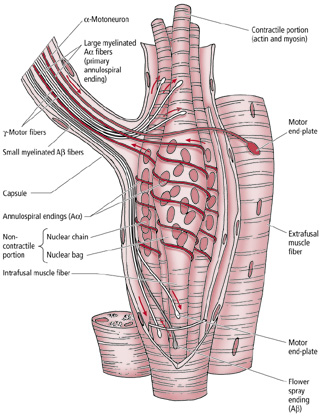 α-Motoneuron
Large myelinated
Aα fibers
(primary
annulospiral
ending)
γ-Motor fibers
Small myelinated Aβ fibers
Capsule
Annulospiral endings (Aα)
Non-
contractile
portion
Nuclear chain
Nuclear bag
Intrafusal muscle fiber
Contractile portion
(actin and myosin)
Motor
end-plate
Extrafusal
muscle
fiber
Motor
end-plate
Flower
spray
ending
(Aβ)